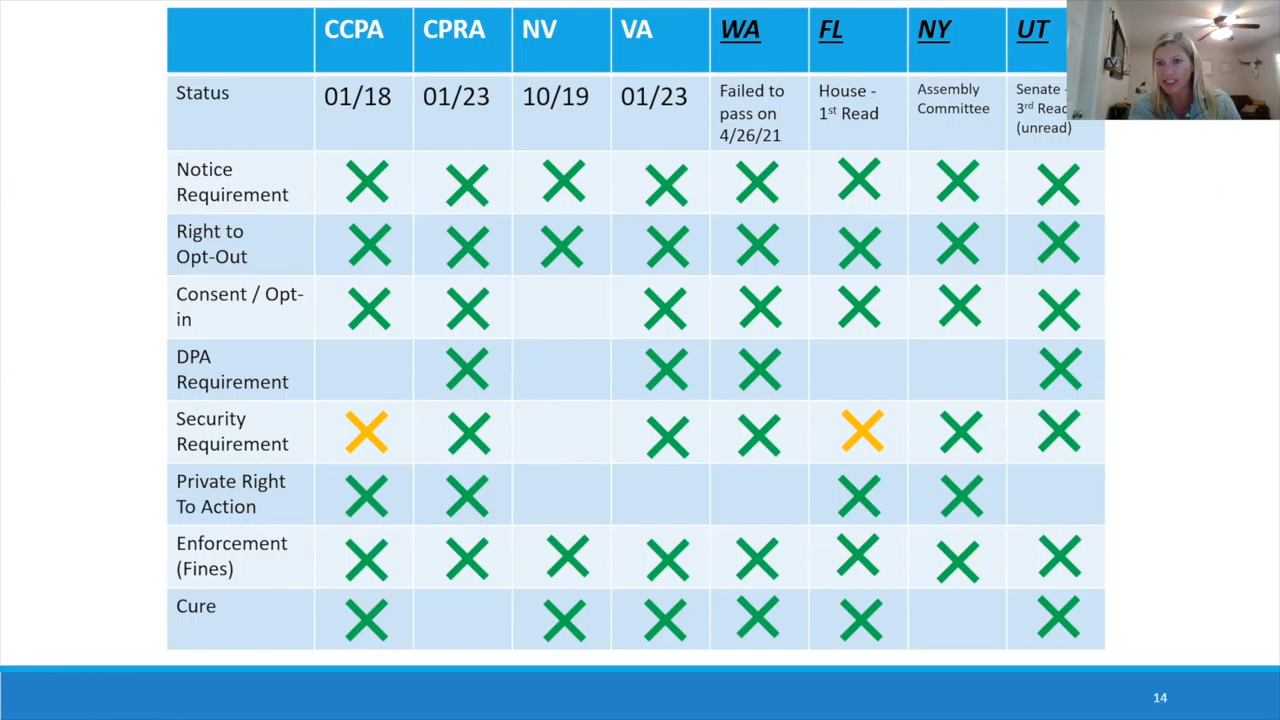 CCPA CPRA NV VA WA FL NY UT
Status 01/18 01/23 10/19 01/23
Failed to
pass on
4/26/21
House -
1st Read
Assembly
Committee
Senate -
3rd Read
(unread)
Notice
Requirement
Right to
Opt-Out
Consent / Opt-
in
DPA
Requirement
Security
Requirement
Private Right
To Action
Enforcement
(Fines)
Cure
14